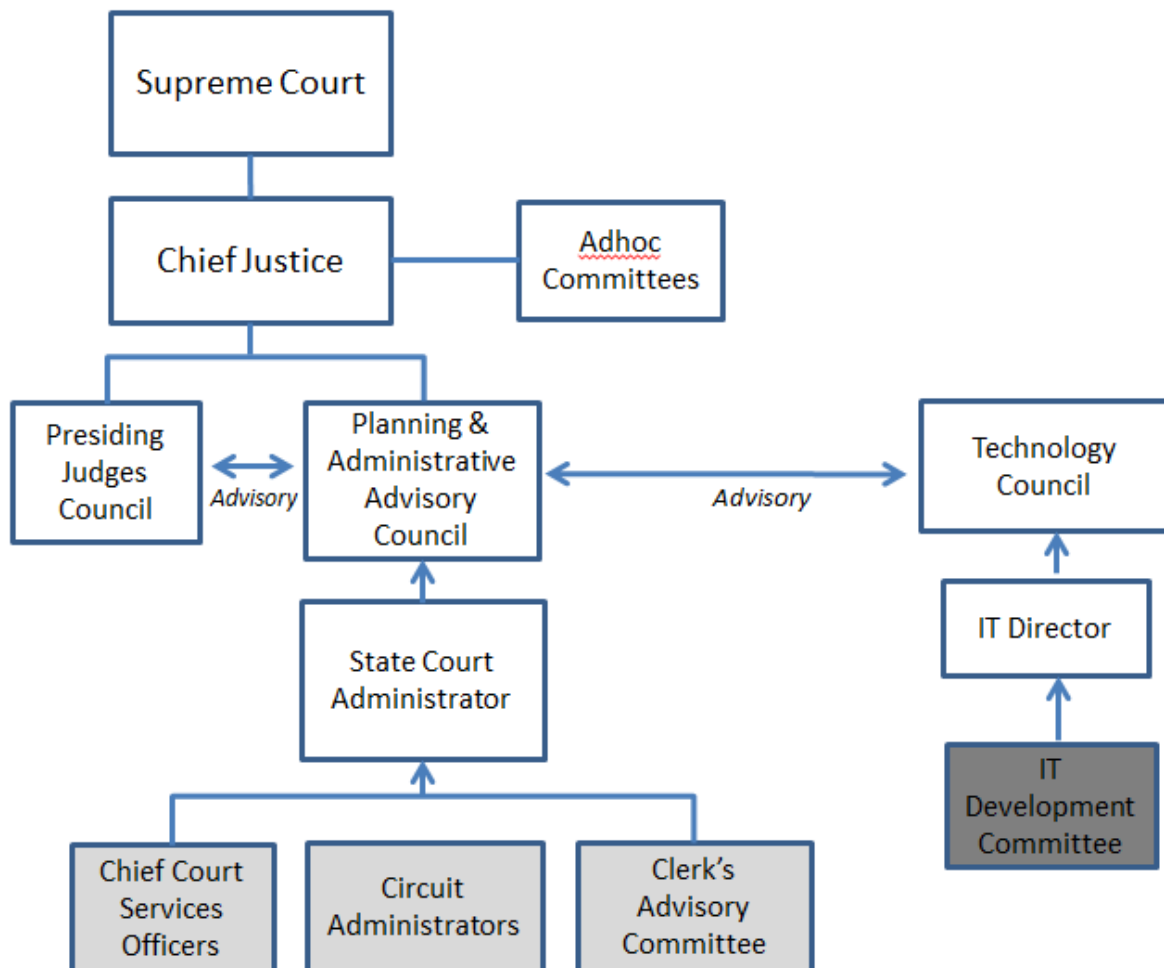 Supreme Court
Chief Justice
Adhoc
Committees
Presiding
Judges
Council
Advisory
Planning &
Administrative
Advisory
Council
Advisory
Technology
Council
State Court
Administrator
IT Director
IT
Development
Committee
Chief Court
Services
Officers
Circuit
Administrators
Clerk’s
Advisory
Committee